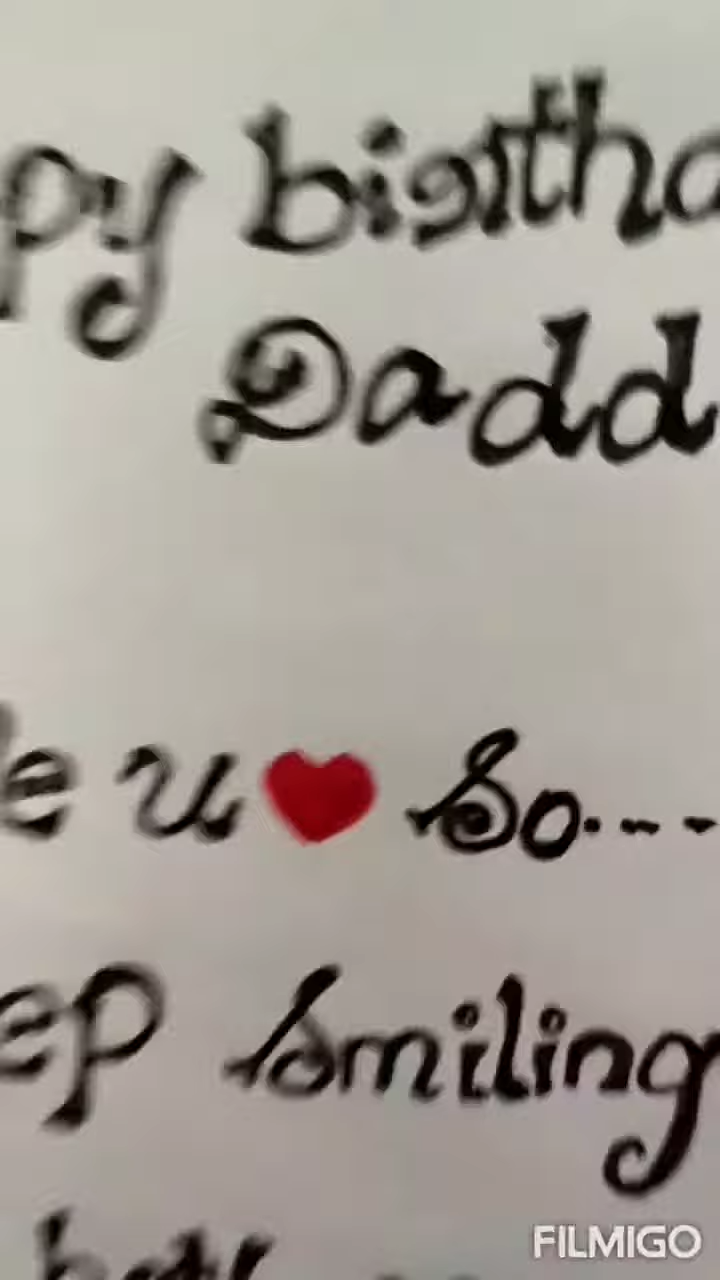 py birtha
Dadd
e u ❤ So...---
ep smiling
FILMIGO